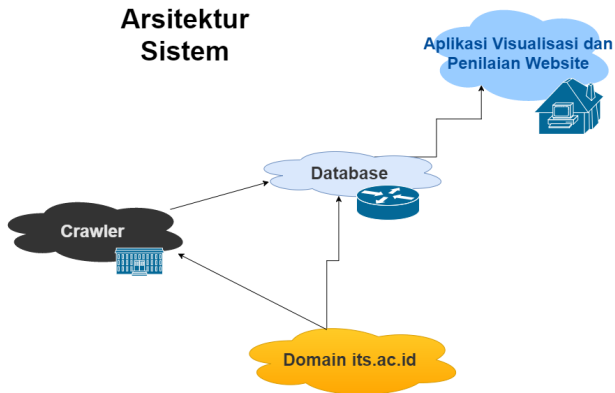 Arsitektur
Sistem
Aplikasi Visualisasi dan
Penilaian Website
Database
Crawler
Domain its.ac.id